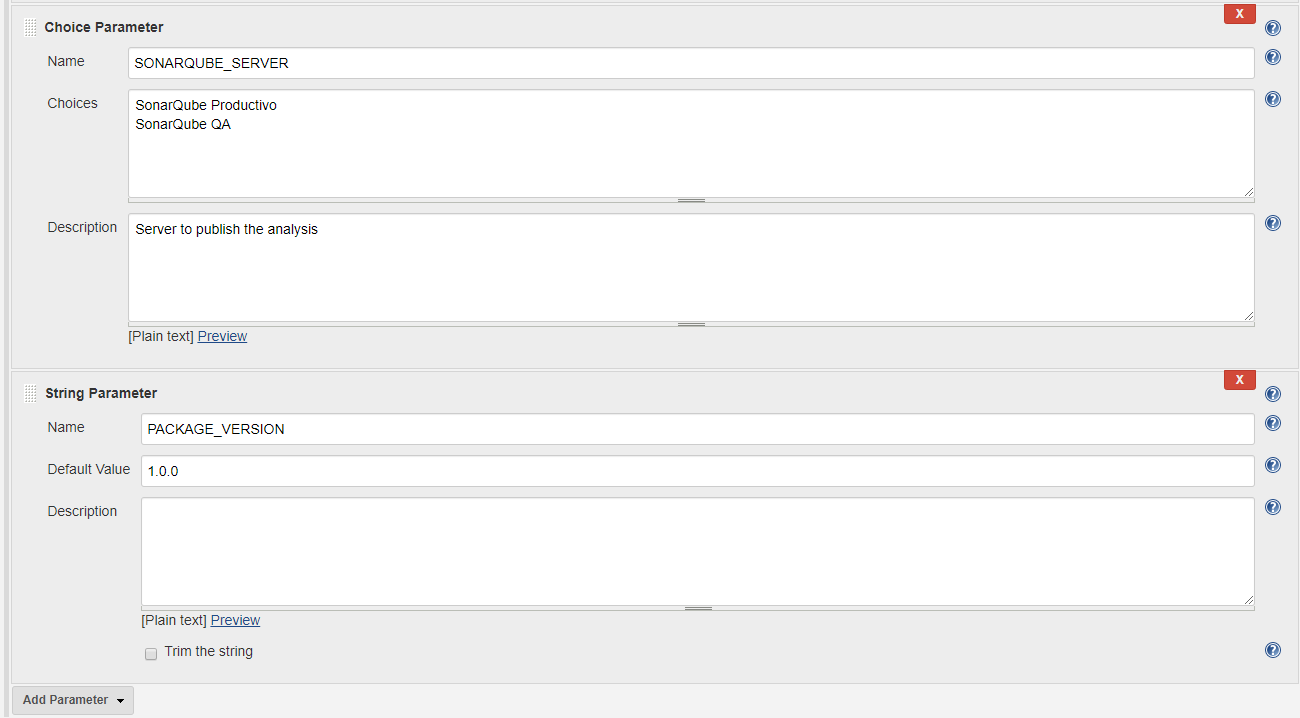 Choice Parameter
X
Name
SONARQUBE_SERVER
Choices
SonarQube Productivo
SonarQube QA
Description
Server to publish the analysis
[Plain text] Preview
String Parameter
X
Name
PACKAGE_VERSION
Default Value
1.0.0
Description
[Plain text] Preview
Trim the string
Add Parameter